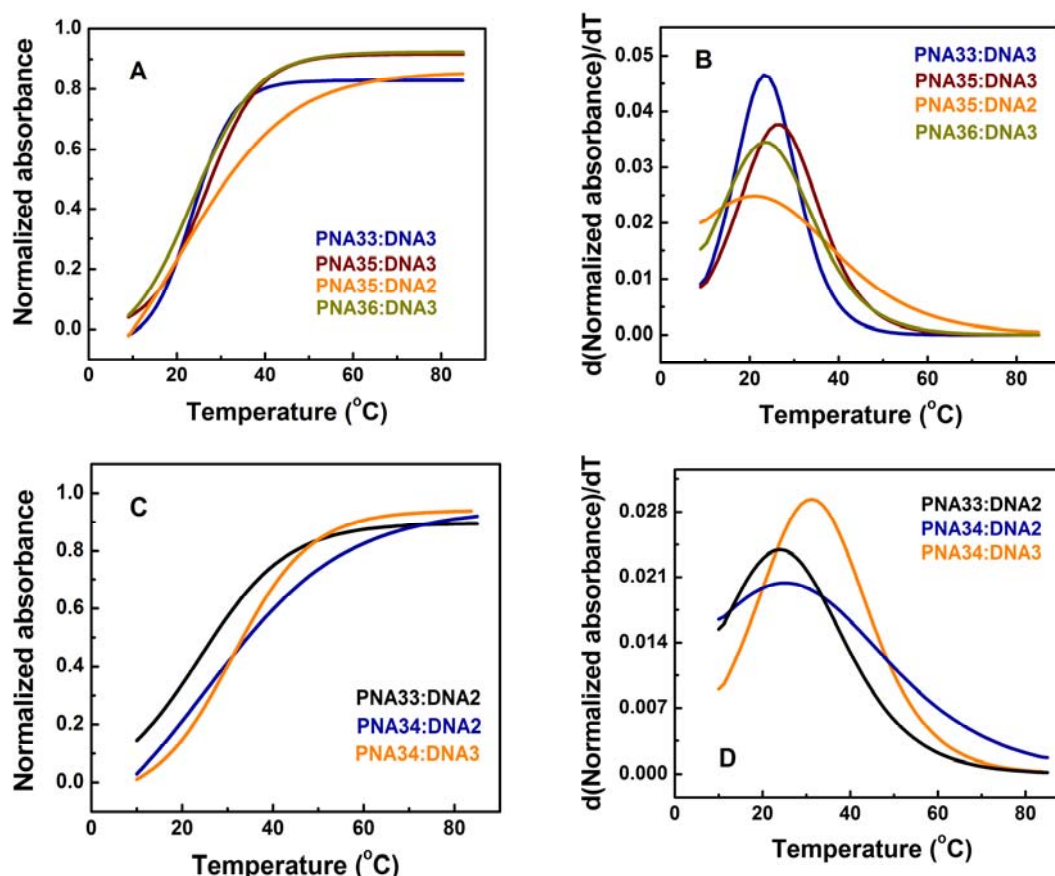 A
Normalized absorbance
1.0
0.8
0.6
0.4
0.2
0.0
PNA33:DNA3
PNA35:DNA3
PNA35:DNA2
PNA36:DNA3
0 20 40 60 80
Temperature (°C)
B
d(Normalized absorbance)/dT
0.05
0.04
0.03
0.02
0.01
0.00
PNA33:DNA3
PNA35:DNA3
PNA35:DNA2
PNA36:DNA3
0 20 40 60 80
Temperature (°C)
C
Normalized absorbance
1.0
0.8
0.6
0.4
0.2
0.0
PNA33:DNA2
PNA34:DNA2
PNA34:DNA3
0 20 40 60 80
Temperature (°C)
d(Normalized absorbance)/dT
0.028
0.021
0.014
0.007
0.000
PNA33:DNA2
PNA34:DNA2
PNA34:DNA3
D
0 20 40 60 80
Temperature (°C)